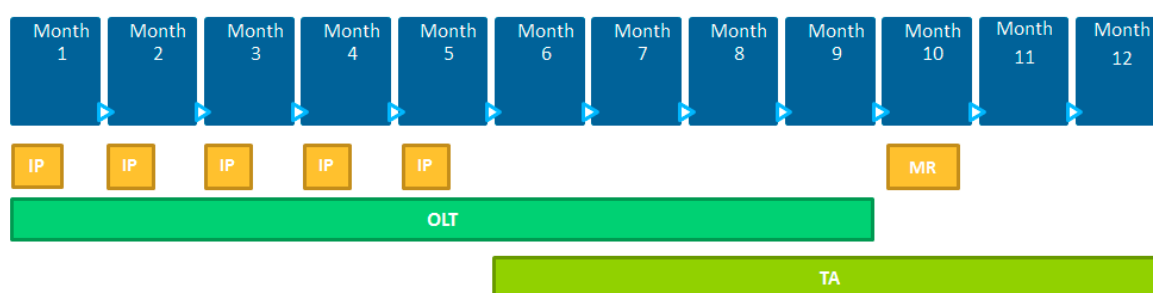 Month 1
Month 2
Month 3
Month 4
Month 5
Month 6
Month 7
Month 8
Month 9
Month 10
Month 11
Month 12
IP IP IP IP IP MR
OLT
TA